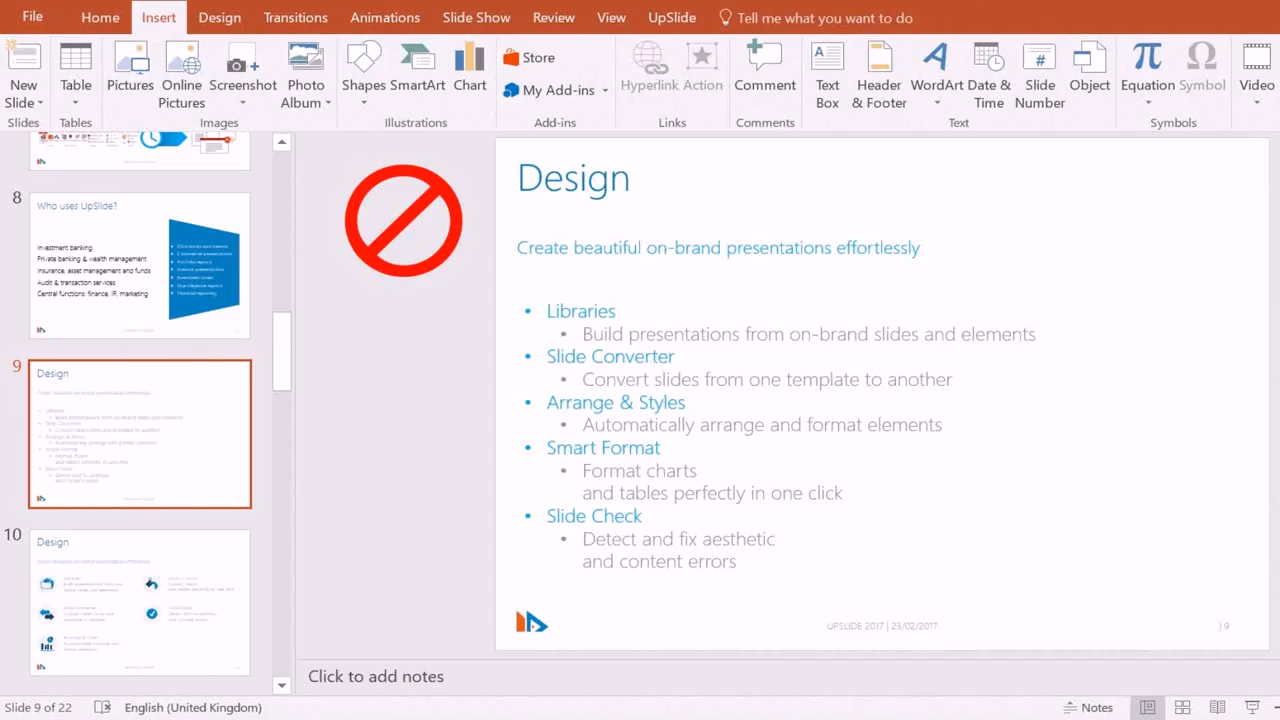 File Home Insert Design Transitions Animations Slide Show Review View UpSlide Tell me what you want to do
New Slide
Table
Pictures
Online Pictures
Screenshot
Photo Album
Shapes
SmartArt
Chart
Store
My Add-ins
Hyperlink
Action
Comment
Text Box
Header & Footer
WordArt
Date & Time
Slide Number
Object
Equation
Symbol
Video
Slides Tables Images Illustrations Add-ins Links Comments Text Symbols
8
Who uses UpSlide?
Investment banking
Private banking & wealth management
Insurance, asset management and funds
Audit & transaction services
Central functions: finance, IR, marketing
9
Design
10
Design
Design
Create beautiful on-brand presentations effortlessly
• Libraries
• Build presentations from on-brand slides and elements
• Slide Converter
• Convert slides from one template to another
• Arrange & Styles
• Automatically arrange and format elements
• Smart Format
• Format charts
and tables perfectly in one click
• Slide Check
• Detect and fix aesthetic
and content errors
UPSLIDE 2017 | 23/02/2017
| 9
Click to add notes
Slide 9 of 22 English (United Kingdom) Notes